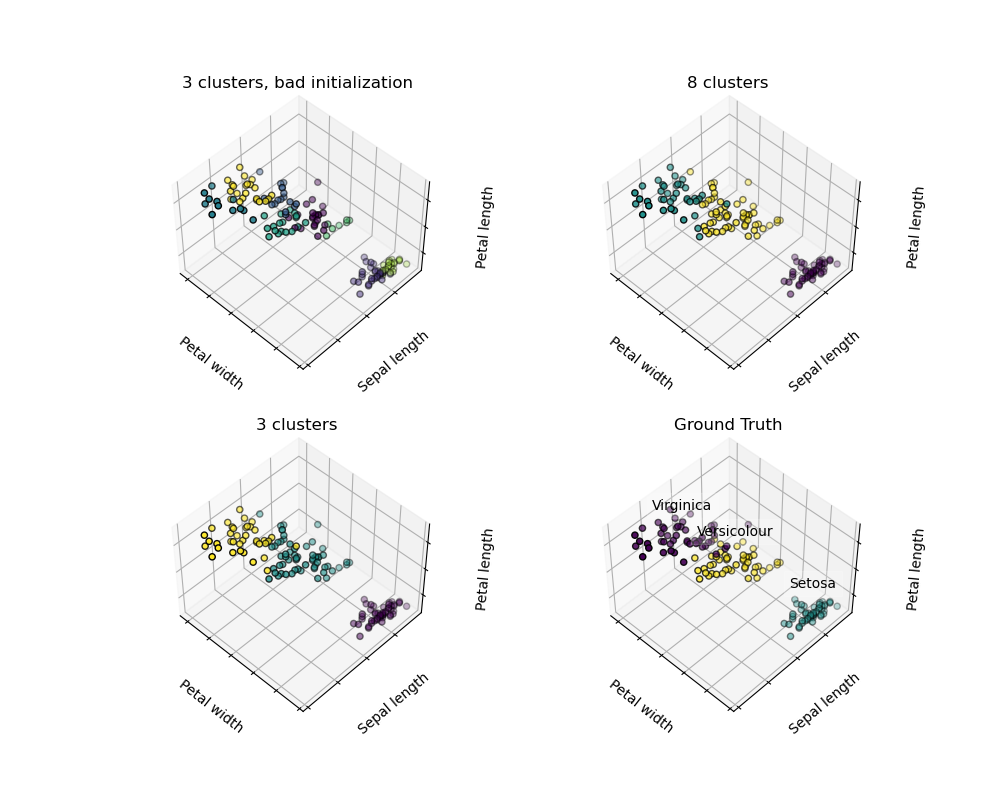 3 clusters, bad initialization
Petal length
Petal width
Sepal length
8 clusters
Petal length
Petal width
Sepal length
3 clusters
Petal length
Petal width
Sepal length
Ground Truth
Virginica
Versicolour
Setosa
Petal length
Petal width
Sepal length